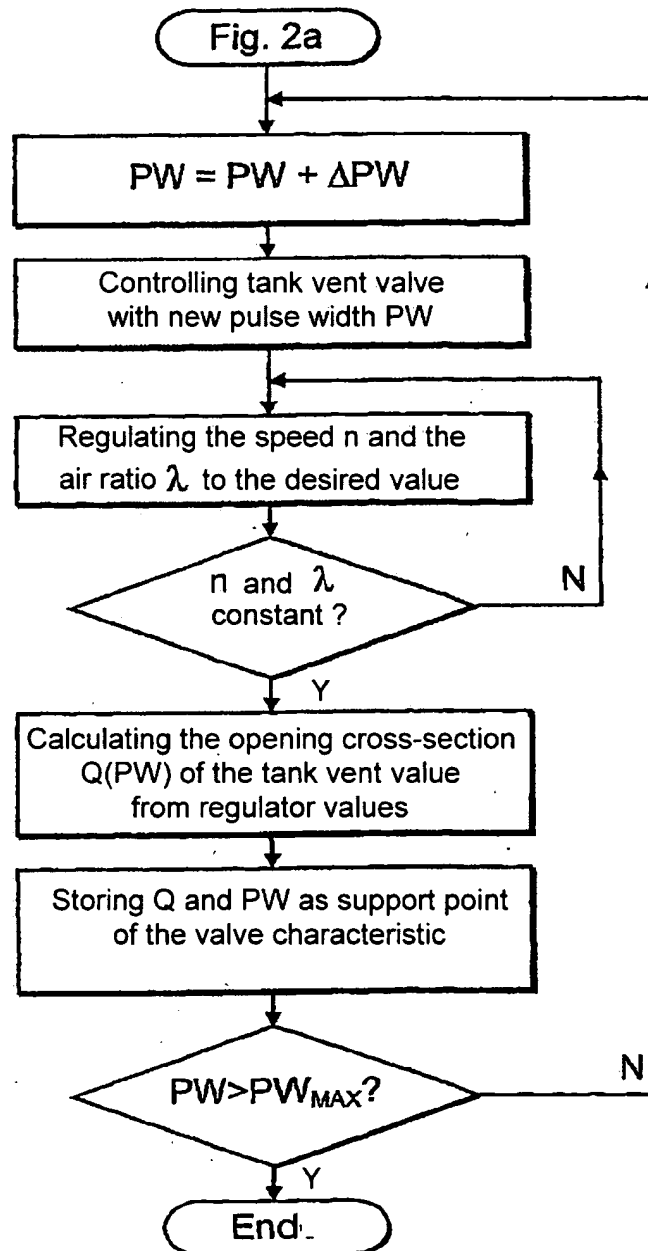 Fig. 2a
PW = PW + ΔPW
Controlling tank vent valve
with new pulse width PW
Regulating the speed n and the
air ratio λ to the desired value
n and λ
constant ?
N
Y
Calculating the opening cross-section
Q(PW) of the tank vent value
from regulator values
Storing Q and PW as support point
of the valve characteristic
PW>PWMAX?
N
Y
End